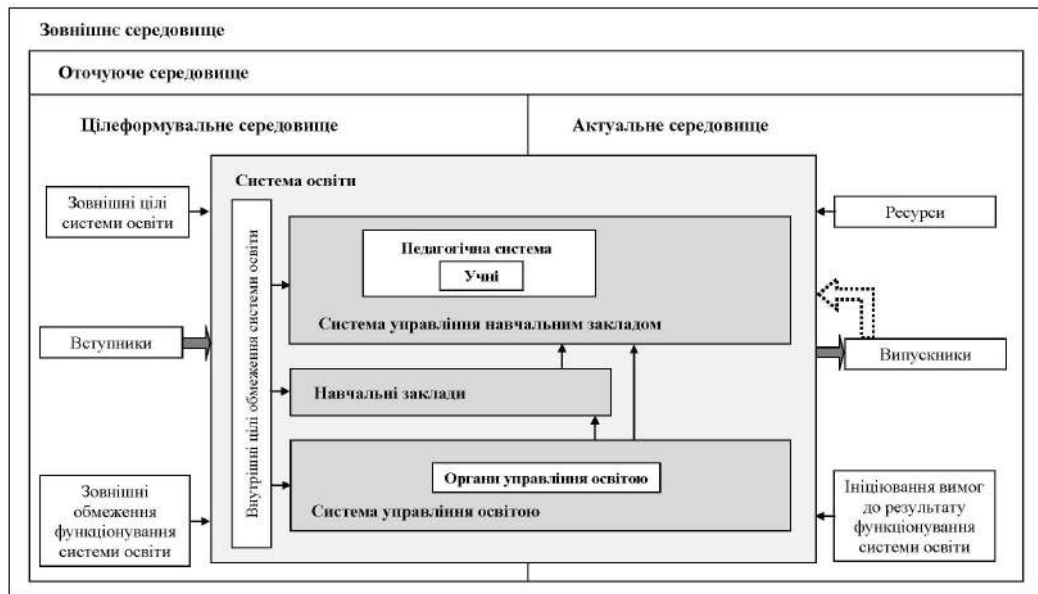 Зовнішнє середовище
Оточуюче середовище
Цілеформувальне середовище
Актуальне середовище
Зовнішні цілі
системи освіти
Вступники
Зовнішні
обмеження
функціонування
системи освіти
Система освіти
Внутрішні цілі обмеження системи освіти
Педагогічна система
Учні
Система управління навчальним закладом
Навчальні заклади
Органи управління освітою
Система управління освітою
Ресурси
Випускники
Ініціювання вимог
до результату
функціонування
системи освіти